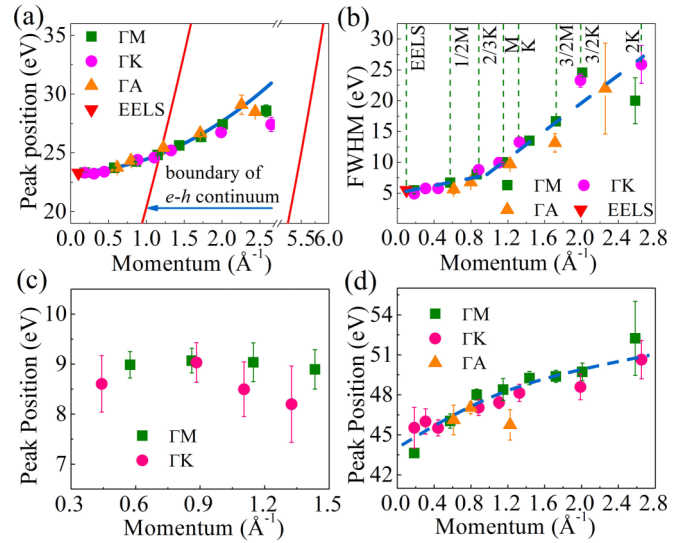 (a)
ΓM
ΓK
ΓA
EELS
boundary of
e-h continuum
Peak position (eV)
35
33
30
28
25
23
20
0.0 0.5 1.0 1.5 2.0 2.5 5.5 6.0
Momentum (Å⁻¹)
(b)
EELS
1/2M
2/3K
M
K
3/2M
3/2K
2K
FWHM (eV)
30
25
20
15
10
5
0
ΓM ΓK
ΓA EELS
0.0 0.4 0.8 1.2 1.6 2.0 2.4 2.8
Momentum (Å⁻¹)
(c)
Peak Position (eV)
10
9
9
8
7
ΓM
ΓK
0.3 0.6 0.9 1.2 1.5
Momentum (Å⁻¹)
(d)
ΓM
ΓK
ΓA
Peak Position (eV)
54
51
48
45
42
0.0 0.4 0.8 1.2 1.6 2.0 2.4 2.8
Momentum (Å⁻¹)